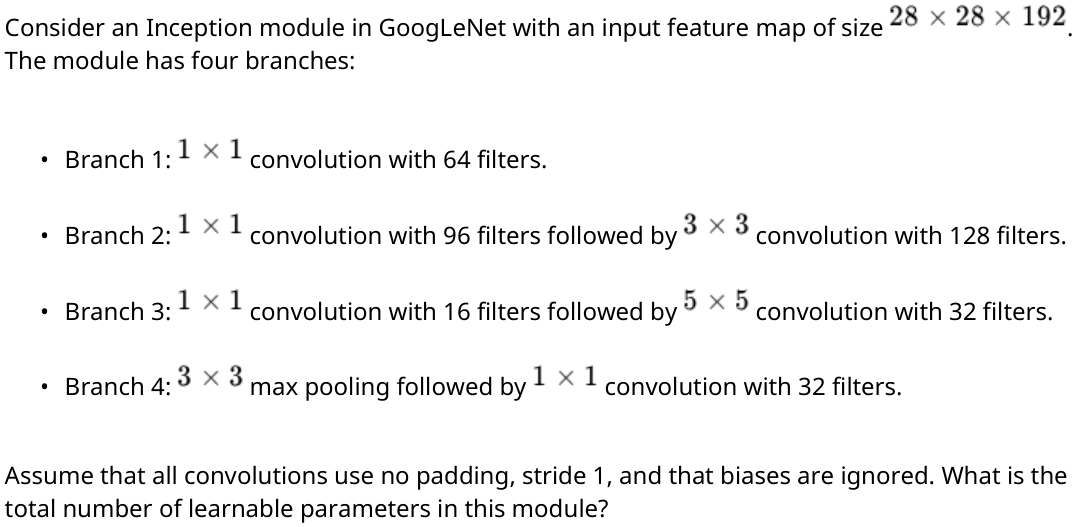 Consider an Inception module in GoogLeNet with an input feature map of size 28 × 28 × 192.
The module has four branches:
• Branch 1: 1 × 1 convolution with 64 filters.
• Branch 2: 1 × 1 convolution with 96 filters followed by 3 × 3 convolution with 128 filters.
• Branch 3: 1 × 1 convolution with 16 filters followed by 5 × 5 convolution with 32 filters.
• Branch 4: 3 × 3 max pooling followed by 1 × 1 convolution with 32 filters.
Assume that all convolutions use no padding, stride 1, and that biases are ignored. What is the
total number of learnable parameters in this module?